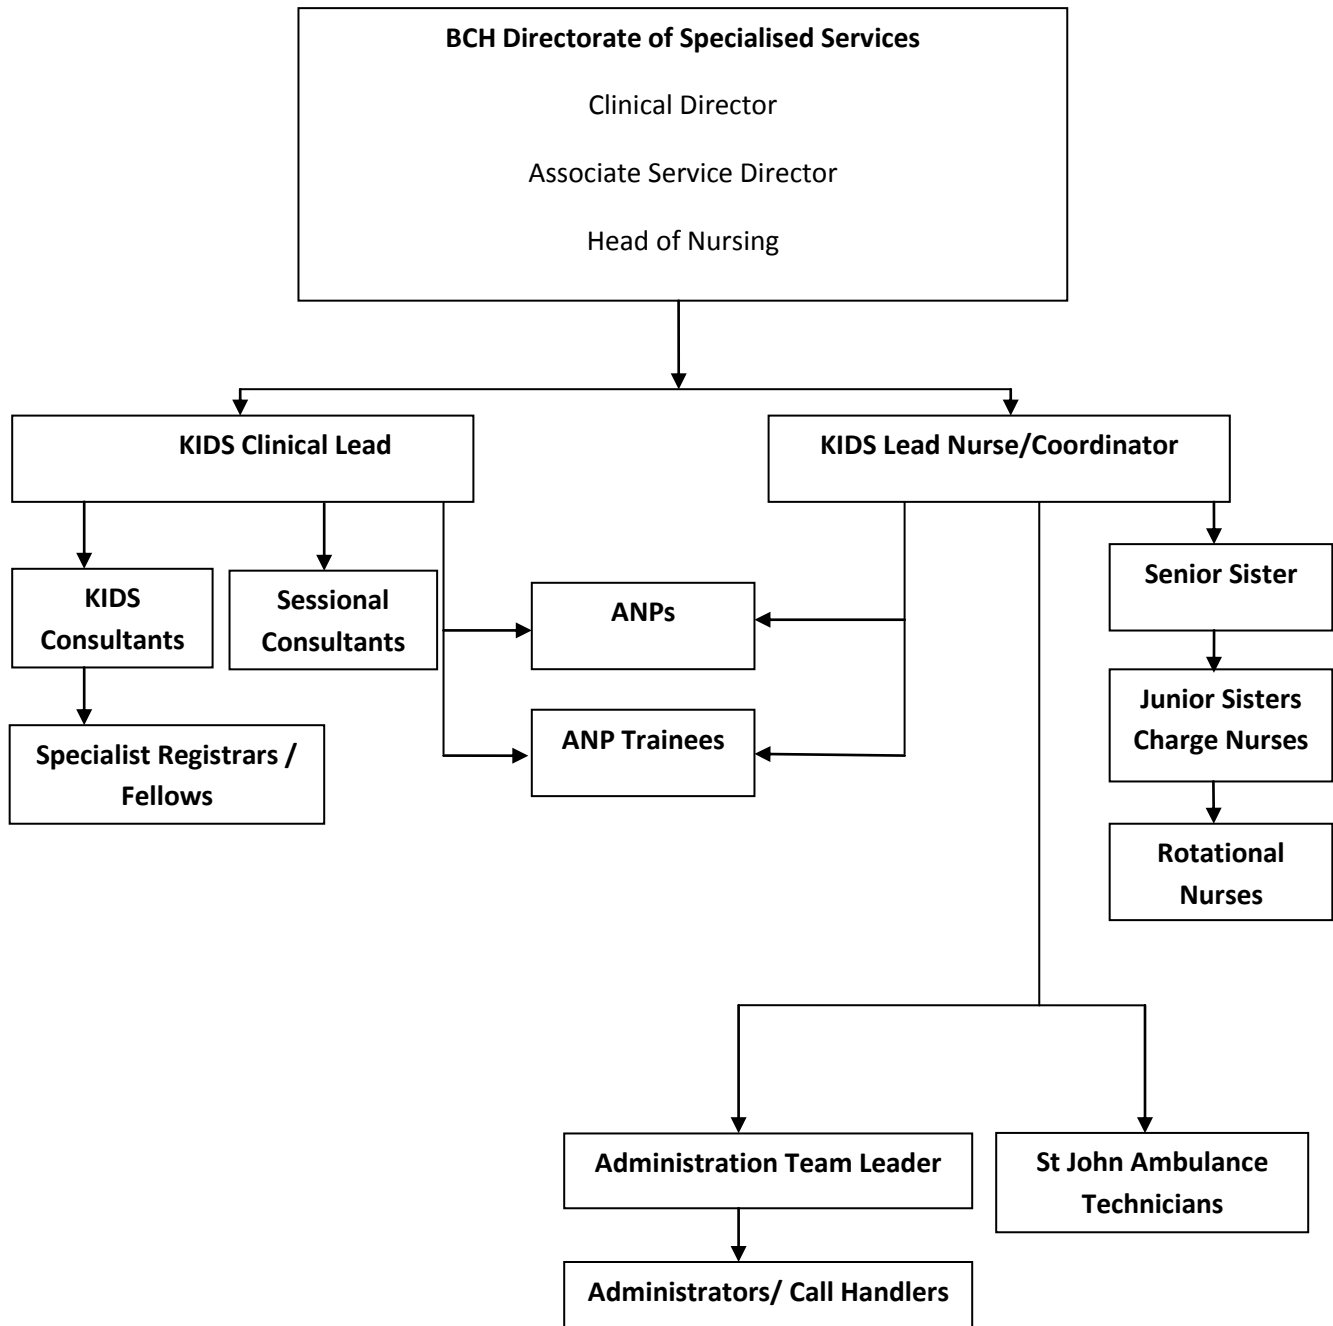 BCH Directorate of Specialised Services
Clinical Director
Associate Service Director
Head of Nursing
KIDS Clinical Lead
KIDS Lead Nurse/Coordinator
KIDS
Consultants
Sessional
Consultants
ANPs
Senior Sister
Specialist Registrars /
Fellows
ANP Trainees
Junior Sisters
Charge Nurses
Rotational
Nurses
Administration Team Leader
St John Ambulance
Technicians
Administrators/ Call Handlers